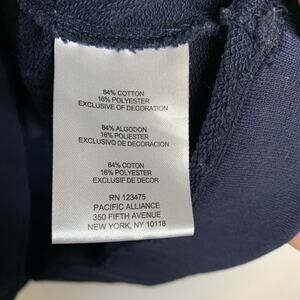 84% COTTON
16% POLYESTER
EXCLUSIVE OF DECORATION
84% ALGODON
16% POLIESTER
EXCLUSIVO DE DECORACION
84% COTON
16% POLYESTER
EXCLUSIF DE DECOR
RN 123475
PACIFIC ALLIANCE
350 FIFTH AVENUE
NEW YORK, NY 10118